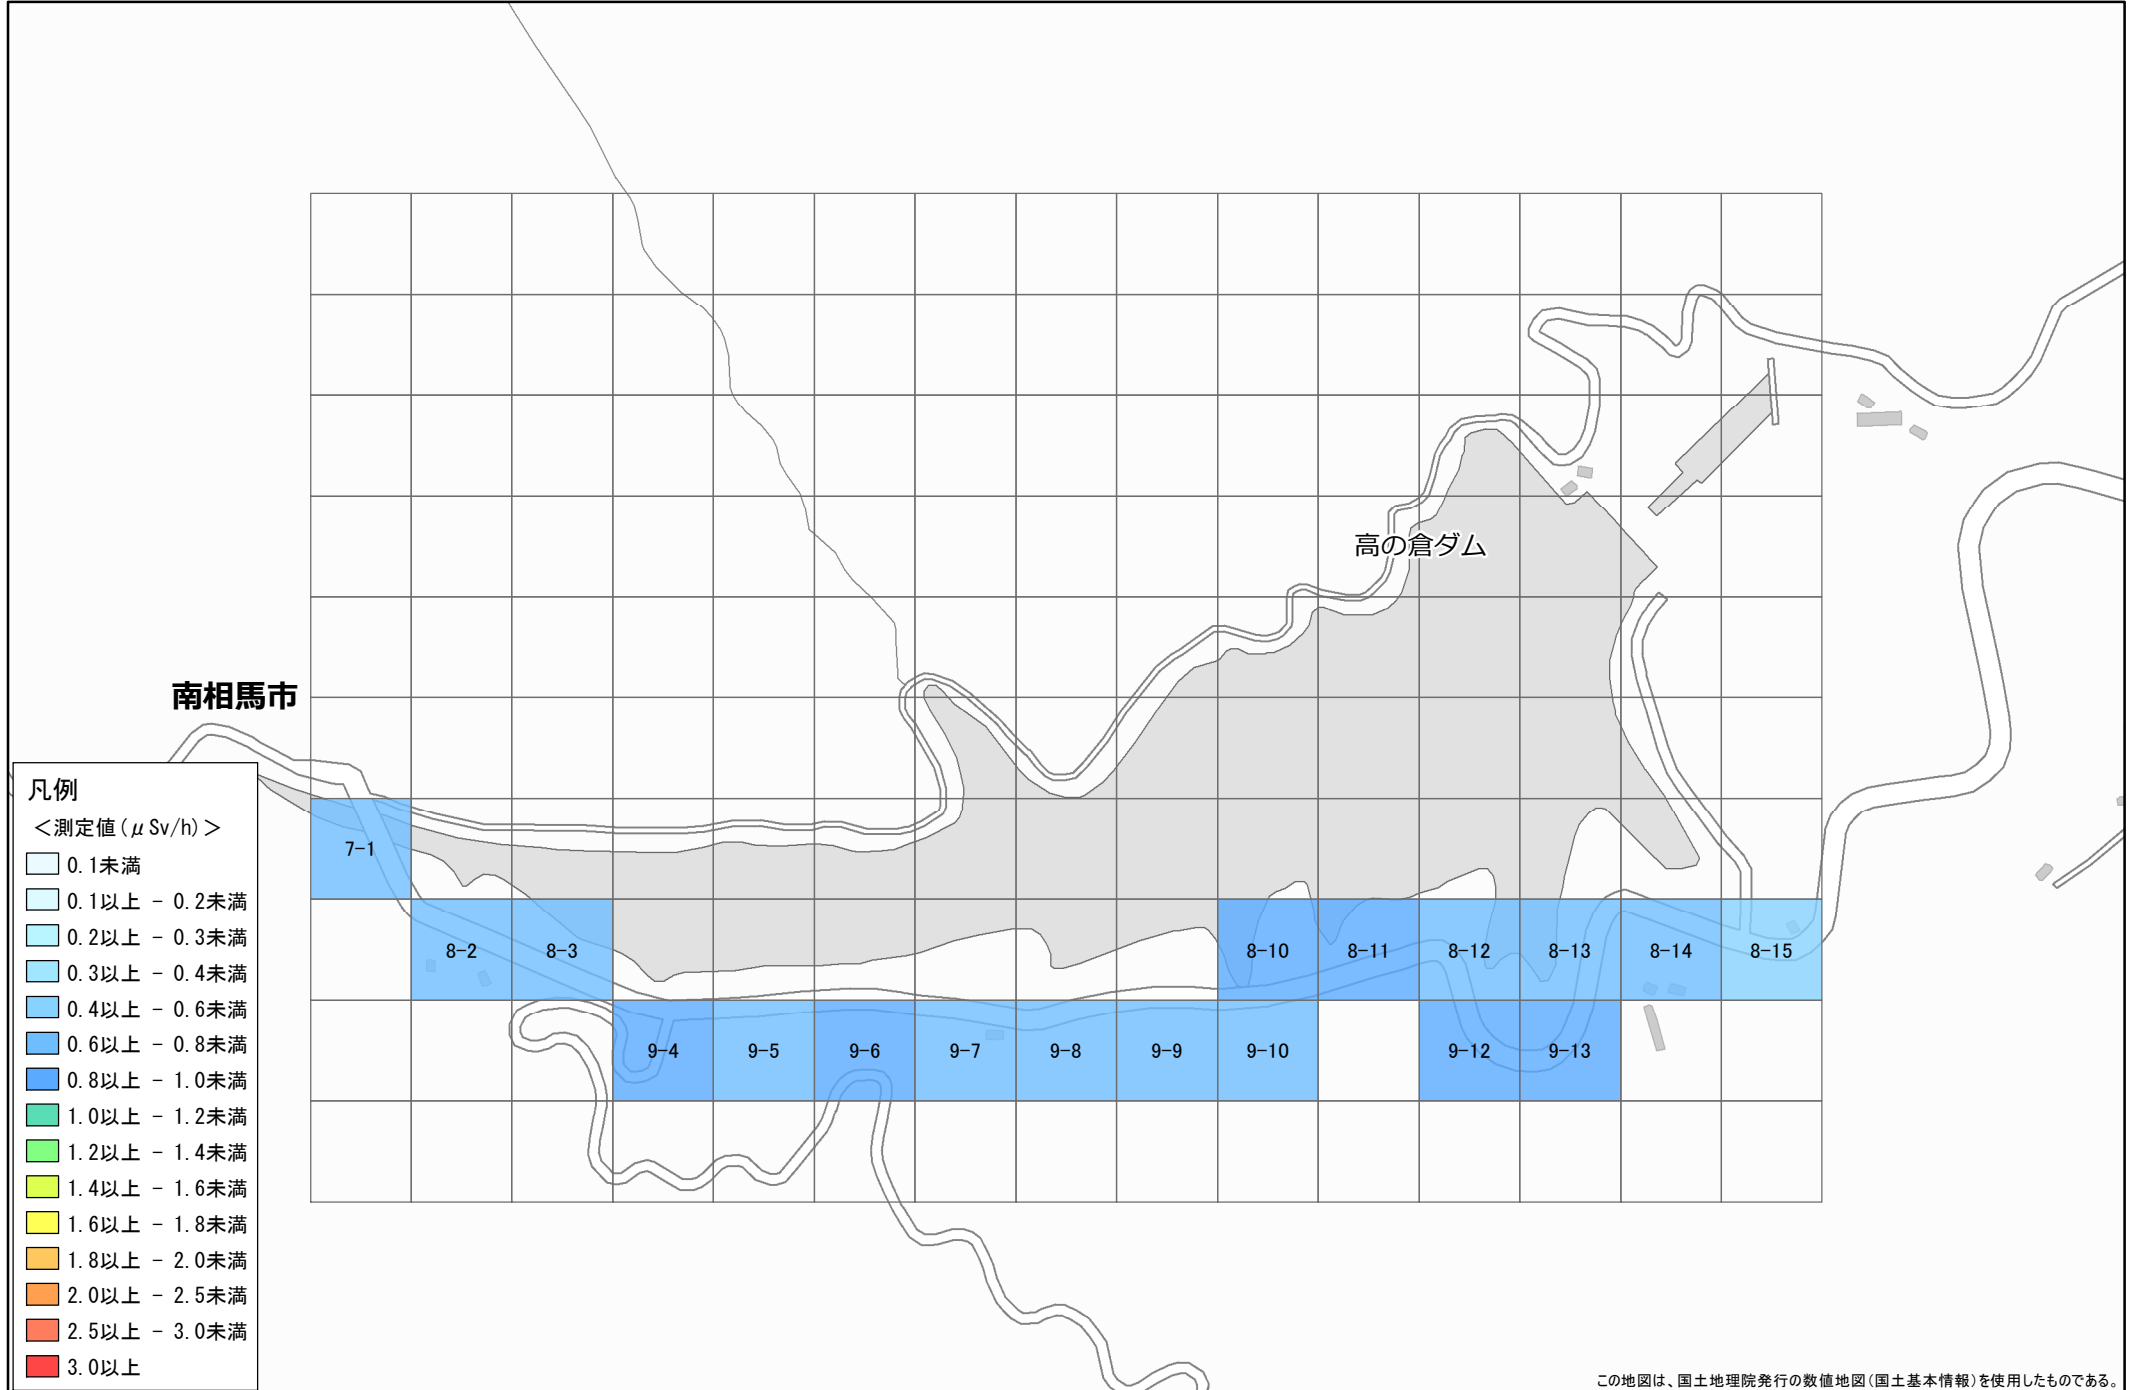 高の倉ダム
南相馬市
凡例
＜測定値(μSv/h)＞
0.1未満
0.1以上 － 0.2未満
0.2以上 － 0.3未満
0.3以上 － 0.4未満
0.4以上 － 0.6未満
0.6以上 － 0.8未満
0.8以上 － 1.0未満
1.0以上 － 1.2未満
1.2以上 － 1.4未満
1.4以上 － 1.6未満
1.6以上 － 1.8未満
1.8以上 － 2.0未満
2.0以上 － 2.5未満
2.5以上 － 3.0未満
3.0以上
7-1
8-2 8-3 8-10 8-11 8-12 8-13 8-14 8-15
9-4 9-5 9-6 9-7 9-8 9-9 9-10 9-12 9-13
この地図は、国土地理院発行の数値地図（国土基本情報）を使用したものである。